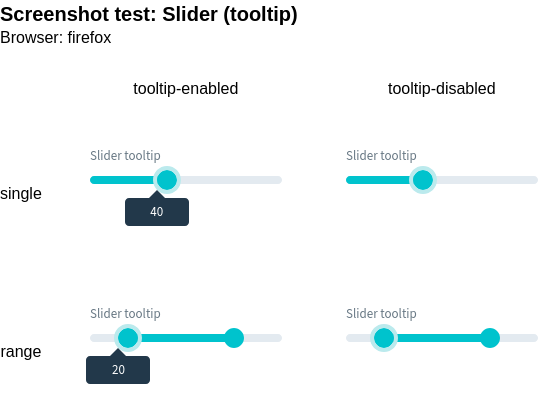 Screenshot test: Slider (tooltip)
Browser: firefox
tooltip-enabled
tooltip-disabled
Slider tooltip
Slider tooltip
single
40
Slider tooltip
Slider tooltip
range
20